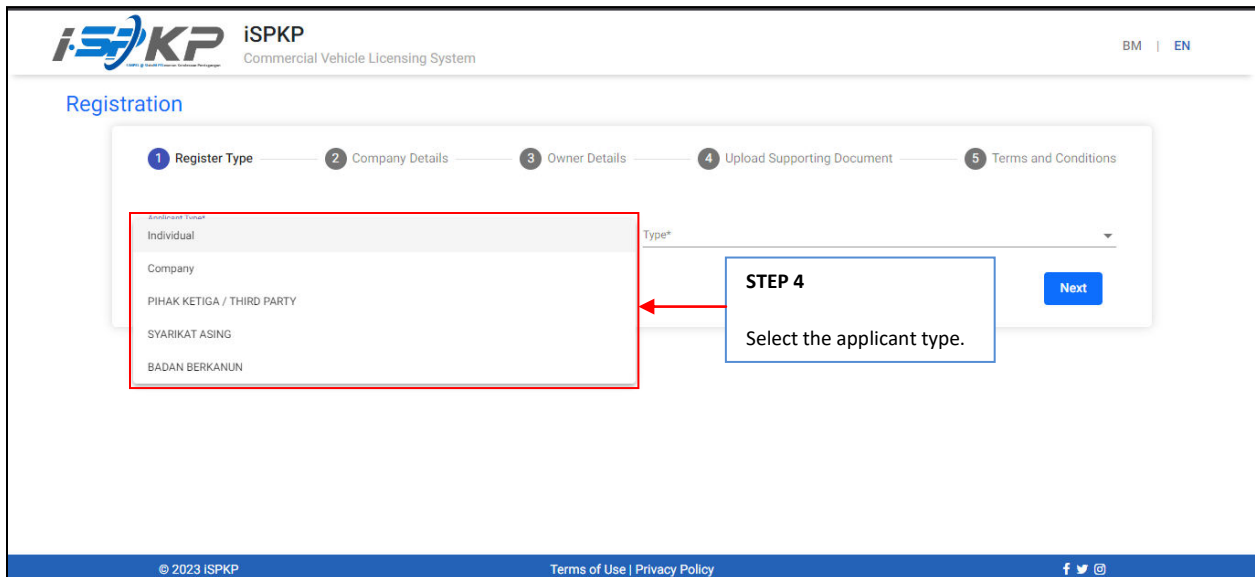 i-SPKP
iSPKP
Commercial Vehicle Licensing System
BM | EN
Registration
1 Register Type
2 Company Details
3 Owner Details
4 Upload Supporting Document
5 Terms and Conditions
Applicant Type*
Individual
Company
PIHAK KETIGA / THIRD PARTY
SYARIKAT ASING
BADAN BERKANUN
Type*
STEP 4
Select the applicant type.
Next
© 2023 iSPKP
Terms of Use | Privacy Policy